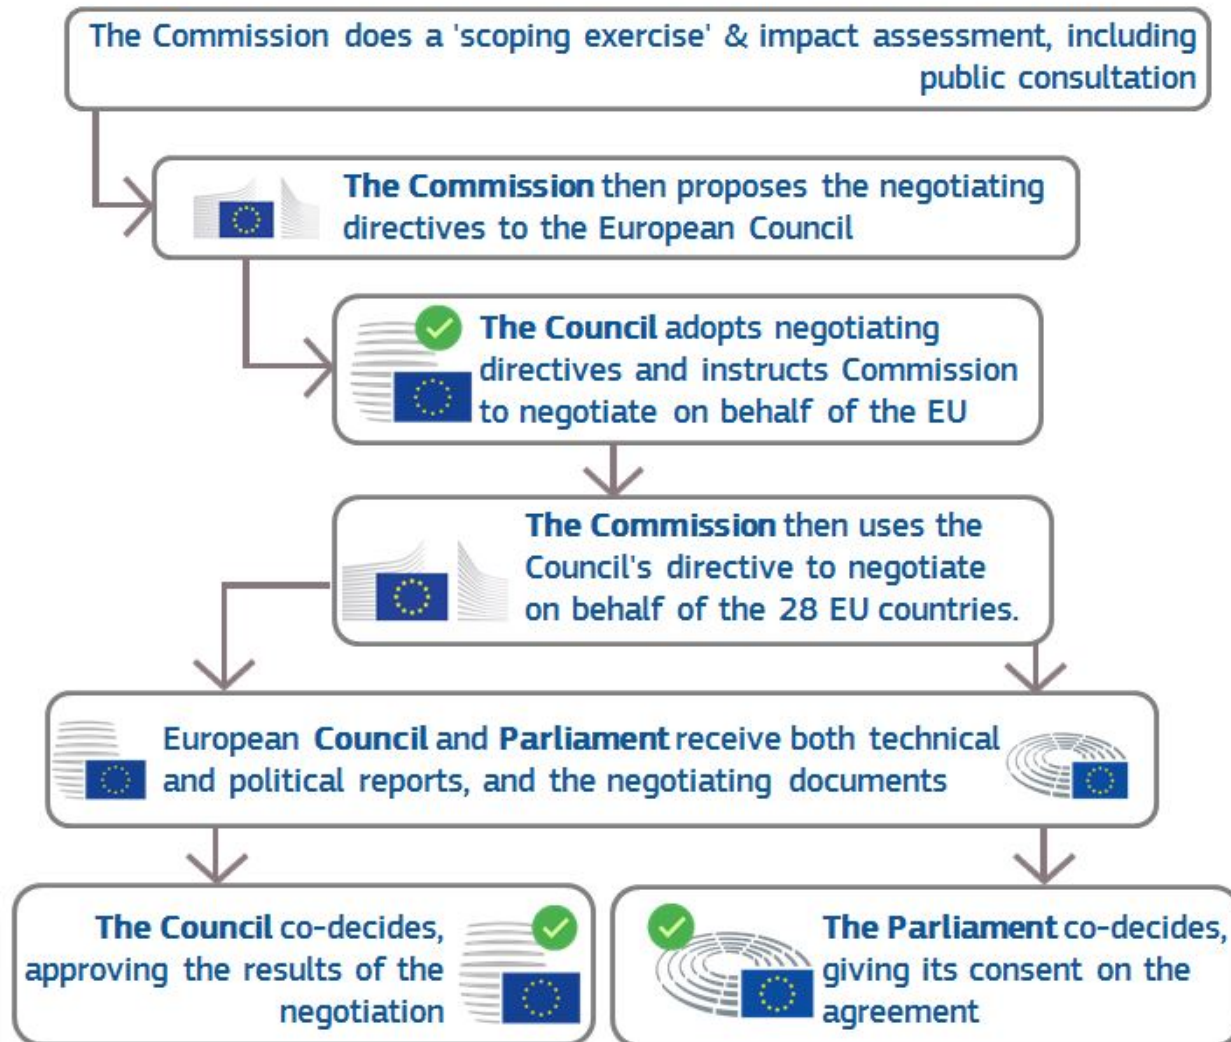 The Commission does a 'scoping exercise' & impact assessment, including
public consultation
The Commission then proposes the negotiating
directives to the European Council
The Council adopts negotiating
directives and instructs Commission
to negotiate on behalf of the EU
The Commission then uses the
Council's directive to negotiate
on behalf of the 28 EU countries.
European Council and Parliament receive both technical
and political reports, and the negotiating documents
The Council co-decides,
approving the results of the
negotiation
The Parliament co-decides,
giving its consent on the
agreement